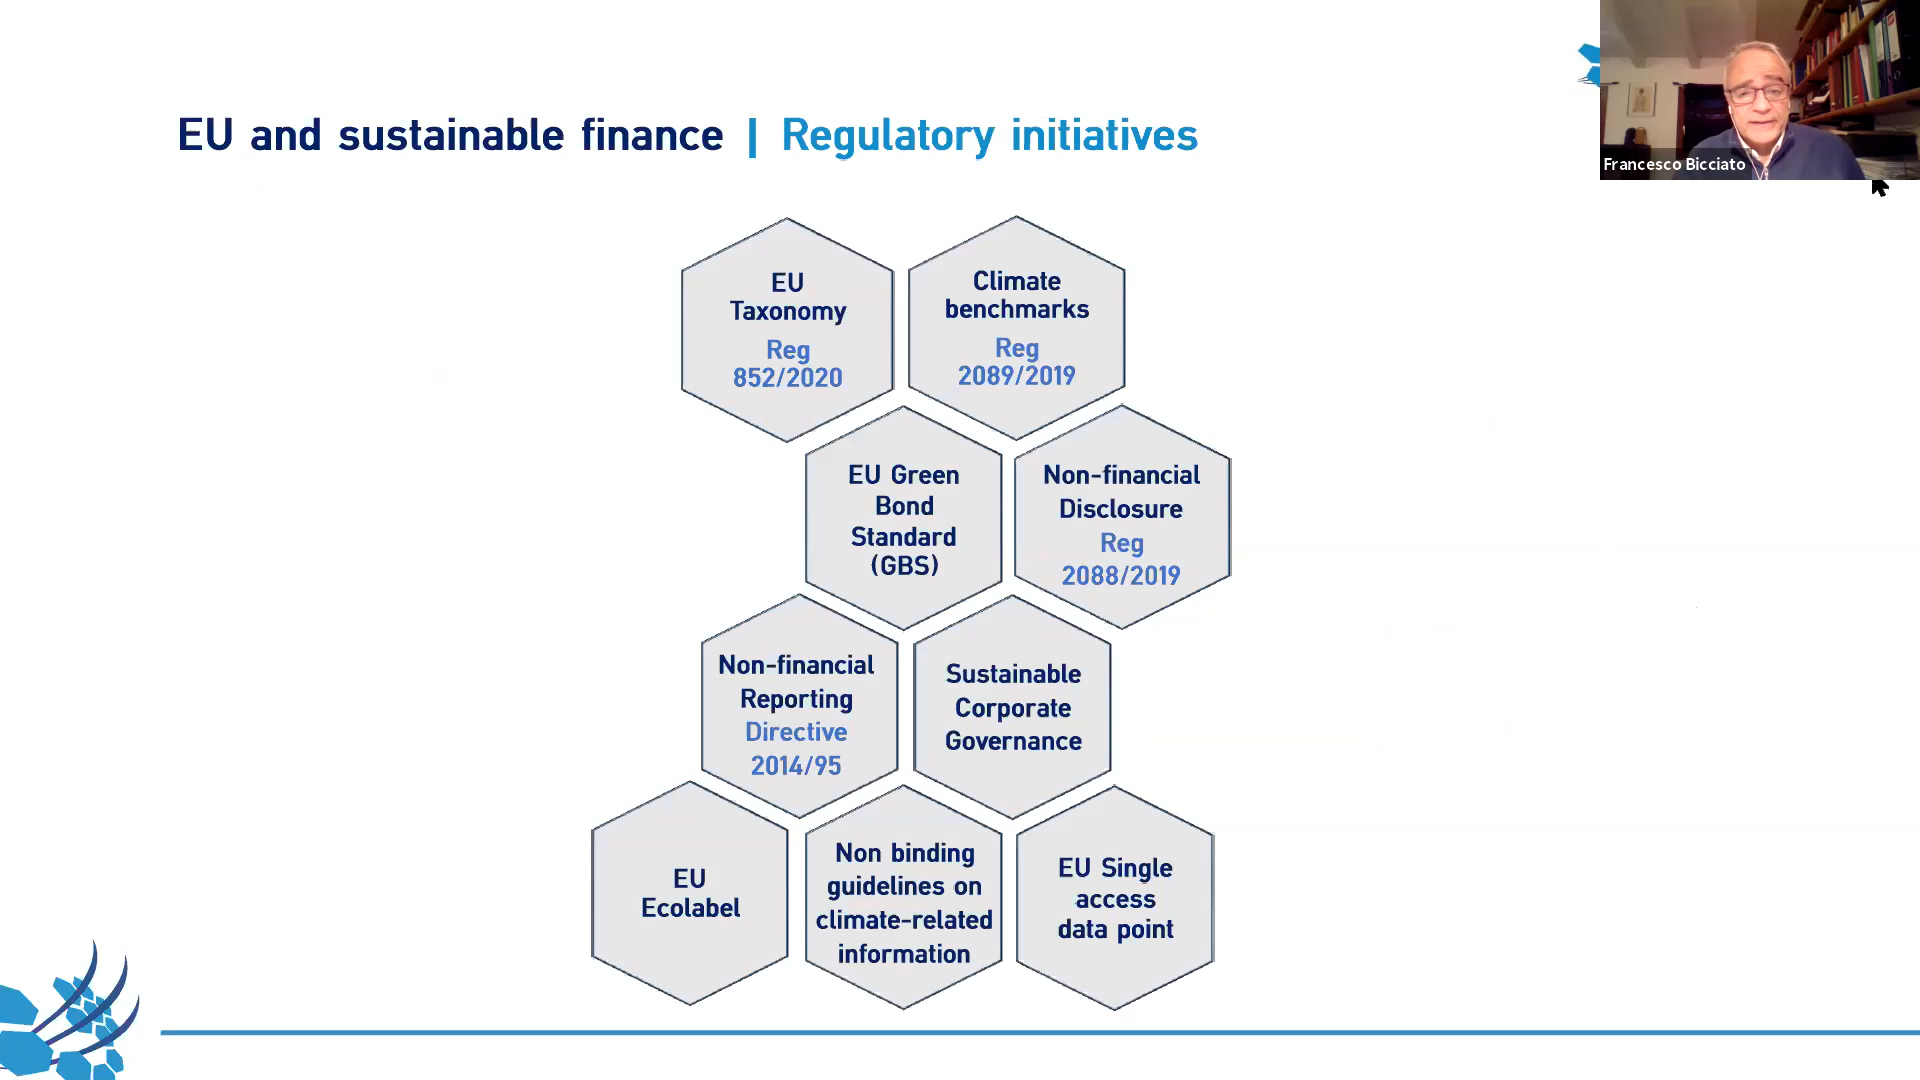 EU and sustainable finance | Regulatory initiatives
Francesco Bicciato
EU
Taxonomy
Reg
852/2020
Climate
benchmarks
Reg
2089/2019
EU Green
Bond
Standard
(GBS)
Non-financial
Disclosure
Reg
2088/2019
Non-financial
Reporting
Directive
2014/95
Sustainable
Corporate
Governance
EU
Ecolabel
Non binding
guidelines on
climate-related
information
EU Single
access
data point